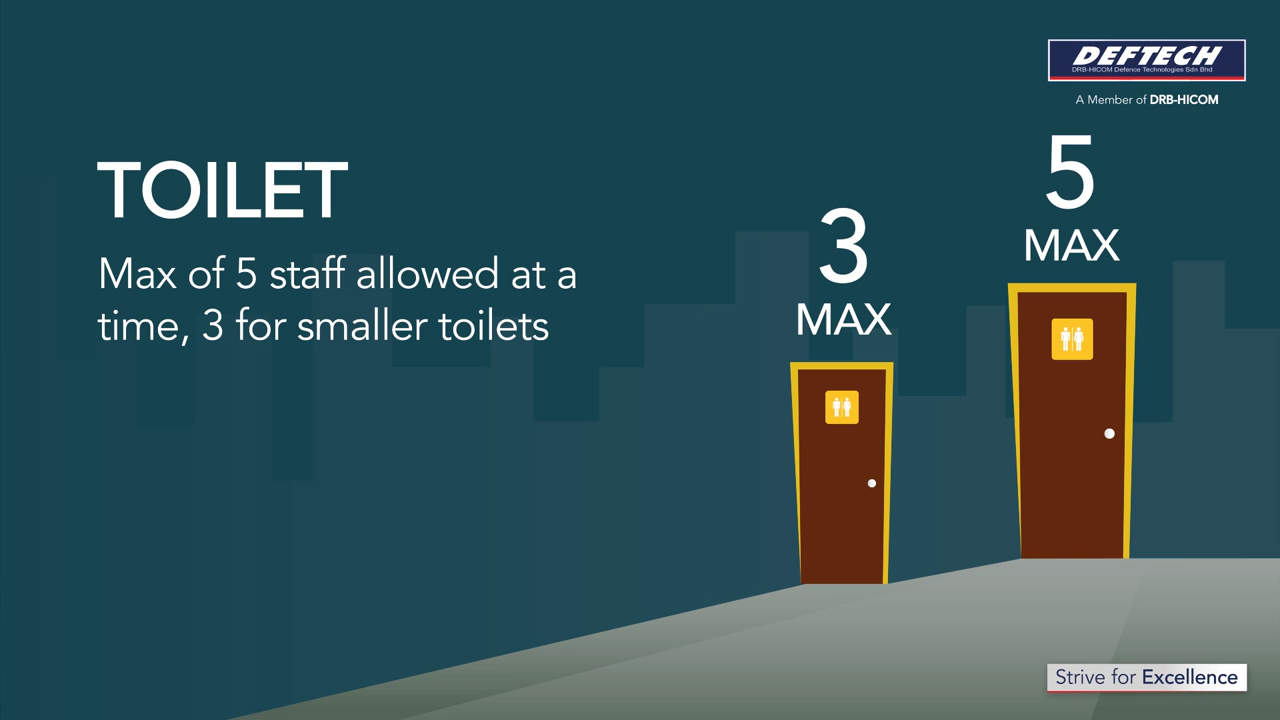 DEFTECH
DRB-HICOM Defence Technologies Sdn Bhd
A Member of DRB-HICOM
TOILET
Max of 5 staff allowed at a
time, 3 for smaller toilets
3
MAX
5
MAX
Strive for Excellence